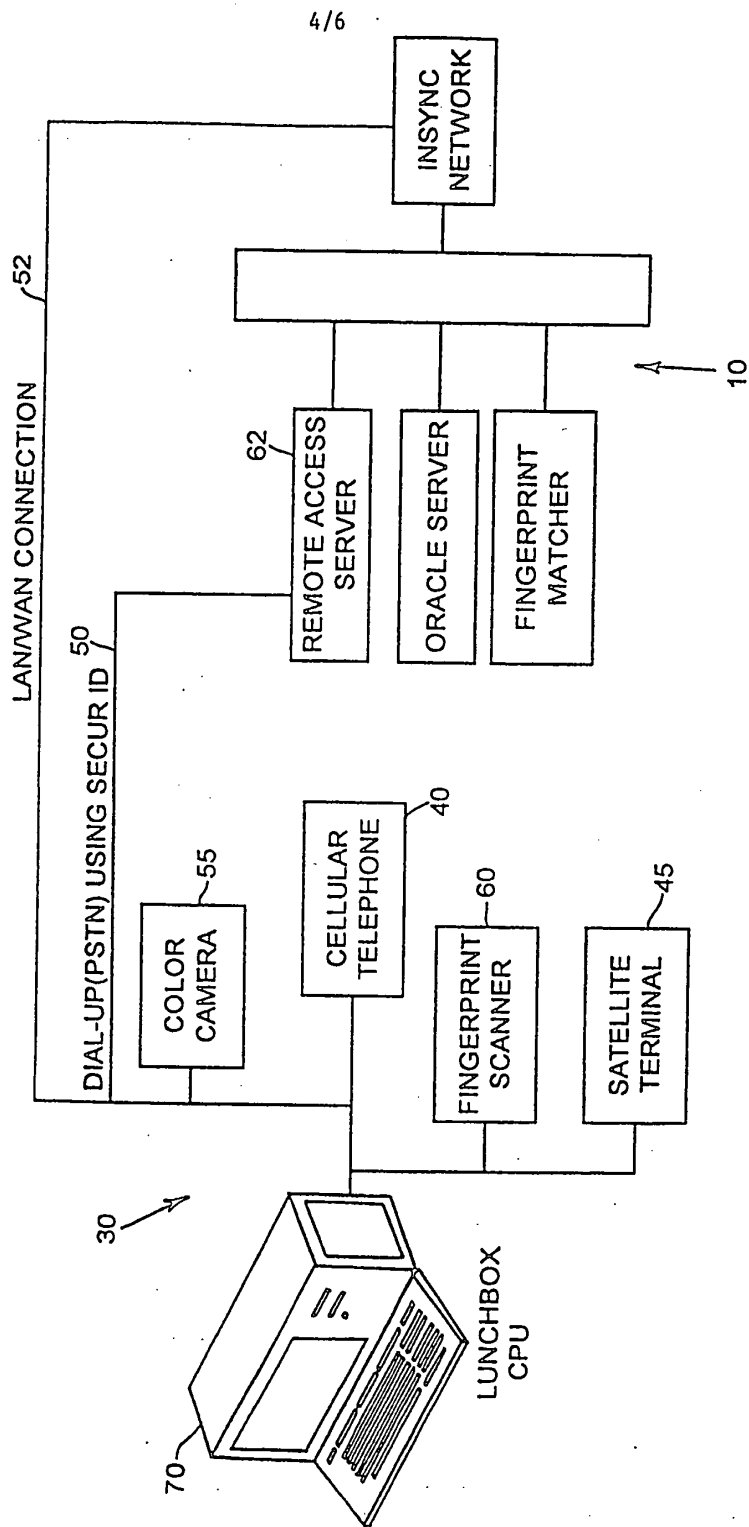 4/6
LAN/WAN CONNECTION
52
DIAL-UP(PSTN) USING SECUR ID
50
30
70
LUNCHBOX
CPU
COLOR
CAMERA
55
CELLULAR
TELEPHONE
40
FINGERPRINT
SCANNER
60
SATELLITE
TERMINAL
45
REMOTE ACCESS
SERVER
62
ORACLE SERVER
FINGERPRINT
MATCHER
INSYNC
NETWORK
10